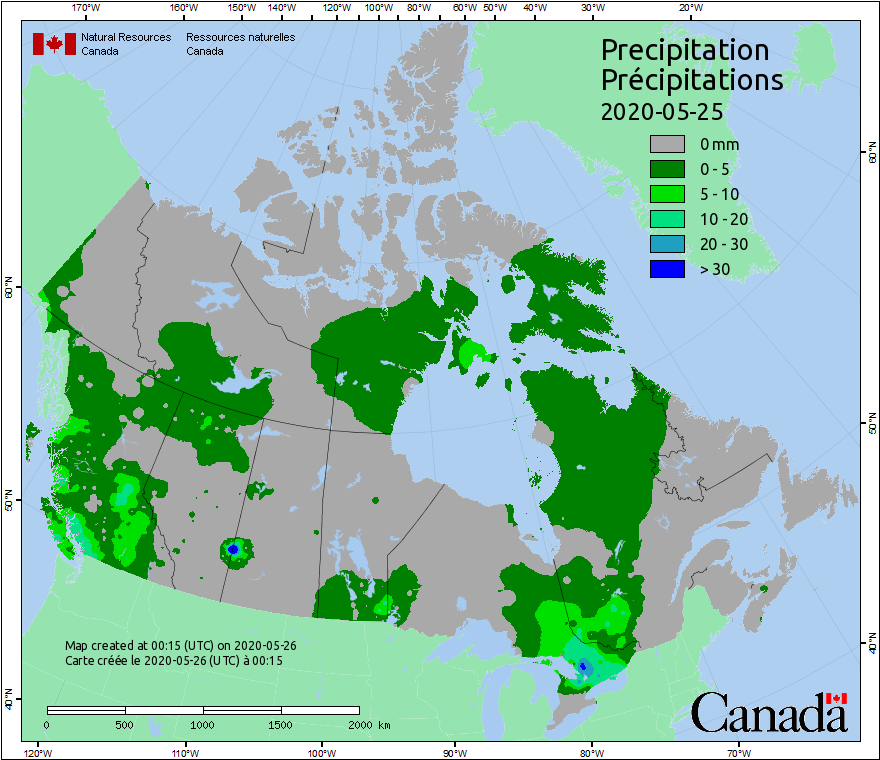 170°W 160°W 150°W 140°W 130°W 120°W 110°W 100°W 90°W 80°W 70°W 60°W 50°W 40°W 30°W 20°W
Natural Resources Canada
Ressources naturelles Canada
Precipitation
Précipitations
2020-05-25
0 mm
0 - 5
5 - 10
10 - 20
20 - 30
> 30
60°N
50°N
40°N
60°N
50°N
40°N
Map created at 00:15 (UTC) on 2020-05-26
Carte créée le 2020-05-26 (UTC) à 00:15
0 500 1000 1500 2000 km
Canada
120°W 110°W 100°W 90°W 80°W 70°W